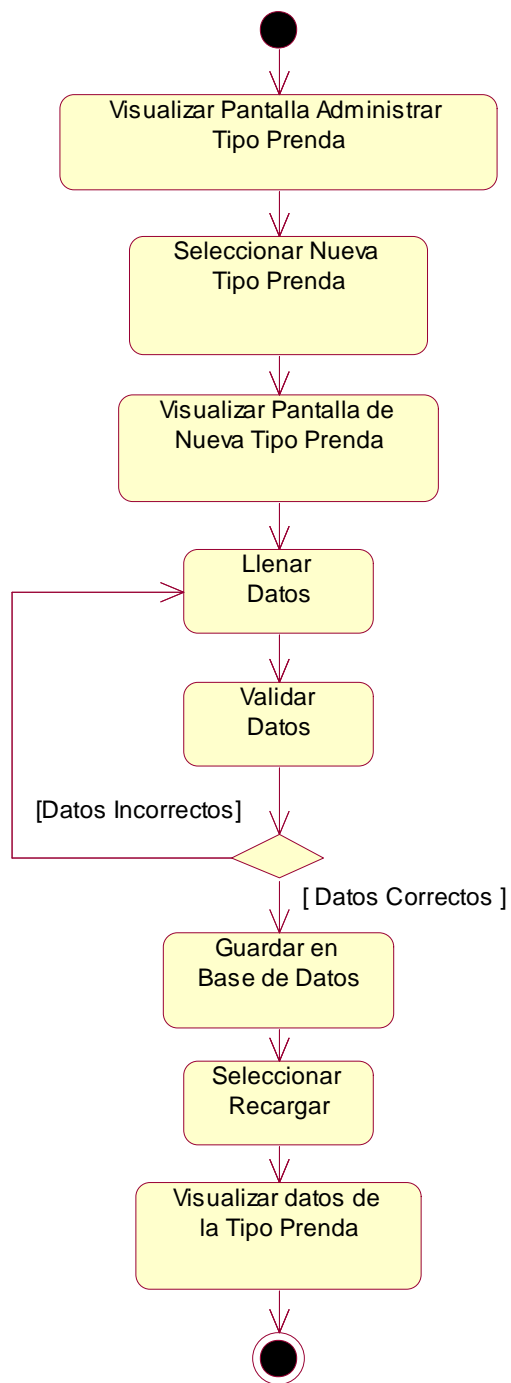 Visualizar Pantalla Administrar
Tipo Prenda
Seleccionar Nueva
Tipo Prenda
Visualizar Pantalla de
Nueva Tipo Prenda
Llenar
Datos
Validar
Datos
[Datos Incorrectos]
[ Datos Correctos ]
Guardar en
Base de Datos
Seleccionar
Recargar
Visualizar datos de
la Tipo Prenda